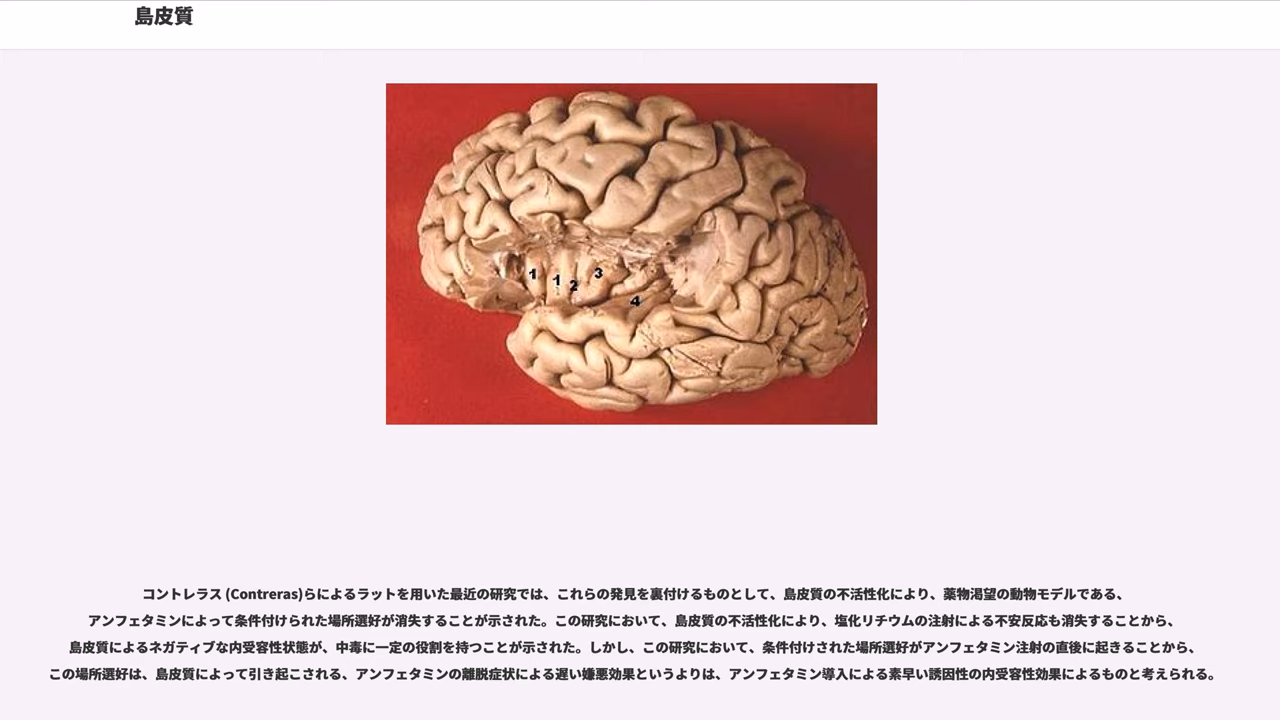 島皮質
1
1
2
3
4
コントレラス (Contreras)らによるラットを用いた最近の研究では、これらの発見を裏付けるものとして、島皮質の不活性化により、薬物渇望の動物モデルである、
アンフェタミンによって条件付けられた場所選好が消失することが示された。この研究において、島皮質の不活性化により、塩化リチウムの注射による不安反応も消失することから、
島皮質によるネガティブな内受容性状態が、中毒に一定の役割を持つことが示された。しかし、この研究において、条件付けされた場所選好がアンフェタミン注射の直後に起きることから、
この場所選好は、島皮質によって引き起こされる、アンフェタミンの離脱症状による遅い嫌悪効果というよりは、アンフェタミン導入による素早い誘因性の内受容性効果によるものと考えられる。